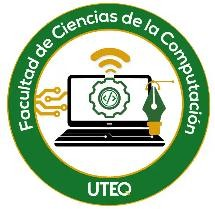 Facultad de Ciencias de la Computación
UTEQ